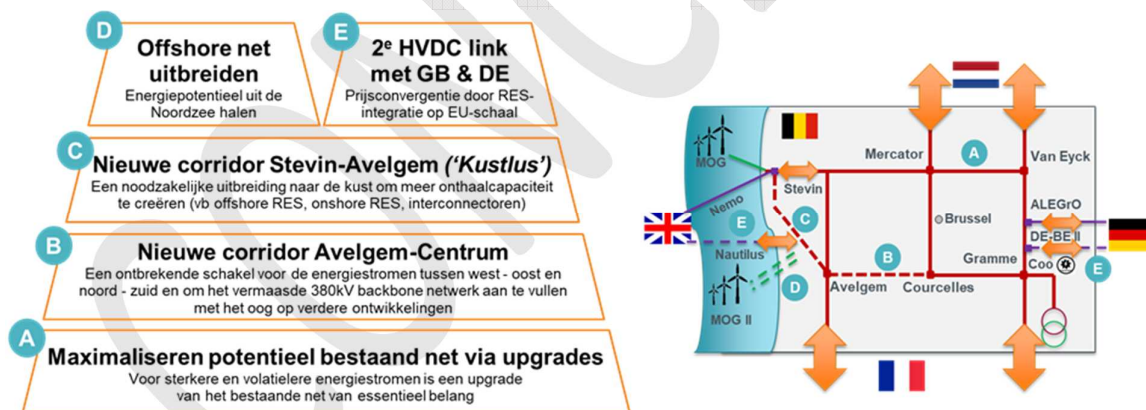 D
Offshore net
uitbreiden
Energiepotentieel uit de
Noordzee halen
E
2e HVDC link
met GB & DE
Prijsconvergentie door RES-
integratie op EU-schaal
C
Nieuwe corridor Stevin-Avelgem ('Kustlus')
Een noodzakelijke uitbreiding naar de kust om meer onthaalcapaciteit
te creëren (vb offshore RES, onshore RES, interconnectoren)
B
Nieuwe corridor Avelgem-Centrum
Een ontbrekende schakel voor de energiestromen tussen west - oost en
noord - zuid en om het vermaasde 380kV backbone netwerk aan te vullen
met het oog op verdere ontwikkelingen
A
Maximaliseren potentieel bestaand net via upgrades
Voor sterkere en volatielere energiestromen is een upgrade
van het bestaande net van essentieel belang
MOG
Mercator
A
Van Eyck
Stevin
Nemo
C
Brussel
ALEGrO
E
DE-BE II
Nautilus
B
Gramme
Coo
E
D
Avelgem
Courcelles
MOG II